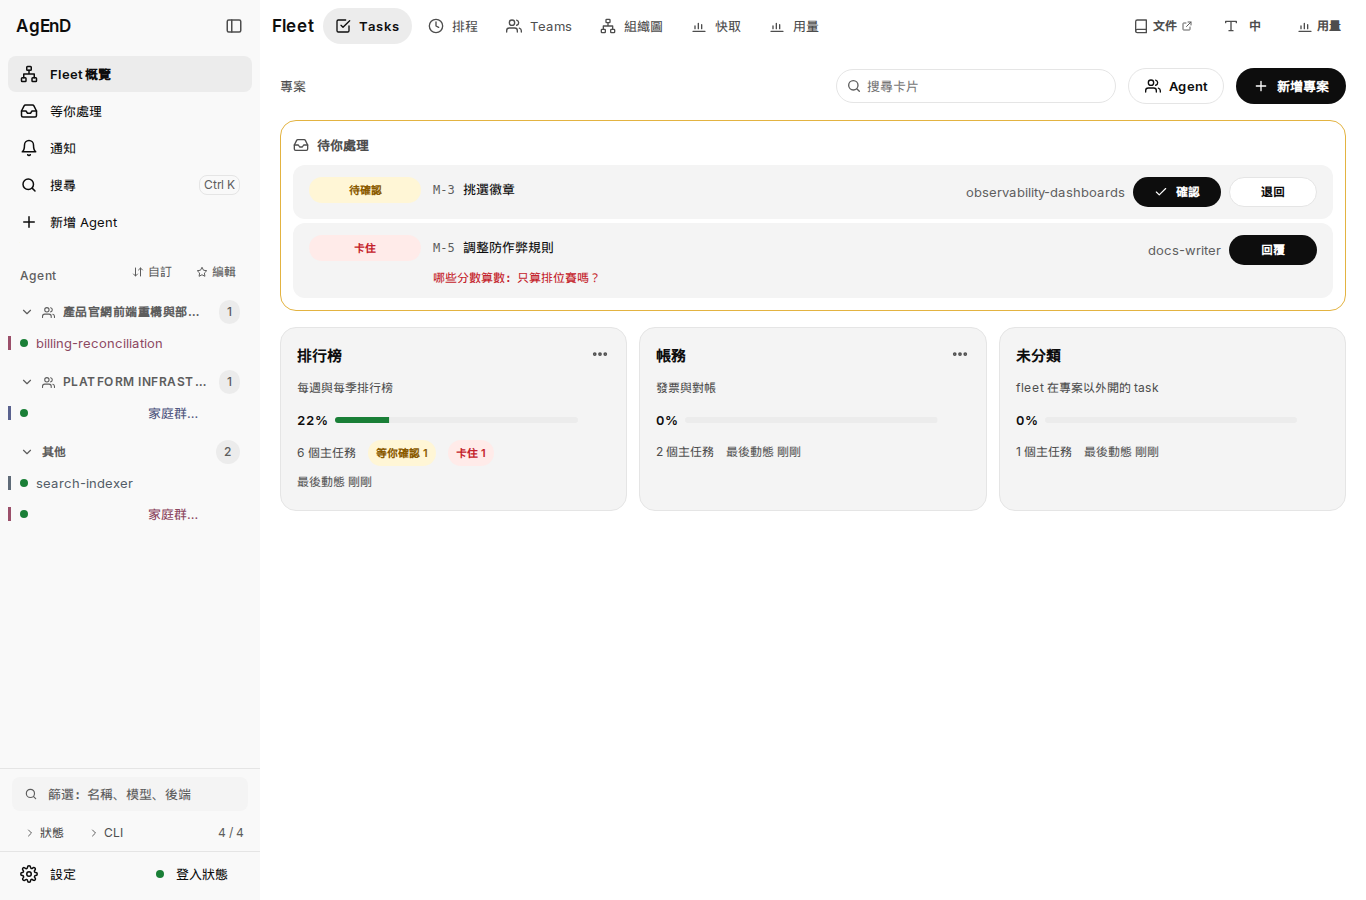 AgEnD
Fleet 概覽
等你處理
通知
搜尋 Ctrl K
新增 Agent
Agent 自訂 編輯
產品官網前端重構與部... 1
billing-reconciliation
PLATFORM INFRAST... 1
家庭群...
其他 2
search-indexer
家庭群...
篩選：名稱、模型、後端
狀態 CLI 4 / 4
設定 登入狀態
Fleet Tasks 排程 Teams 組織圖 快取 用量 文件 中 用量
專案 搜尋卡片 Agent 新增專案
待你處理
待確認 M-3 挑選徽章 observability-dashboards 確認 退回
卡住 M-5 調整防作弊規則 docs-writer 回覆
哪些分數算數：只算排位賽嗎？
排行榜
每週與每季排行榜
22%
6 個主任務 等你確認 1 卡住 1
最後動態 剛剛
帳務
發票與對帳
0%
2 個主任務 最後動態 剛剛
未分類
fleet 在專案以外開的 task
0%
1 個主任務 最後動態 剛剛